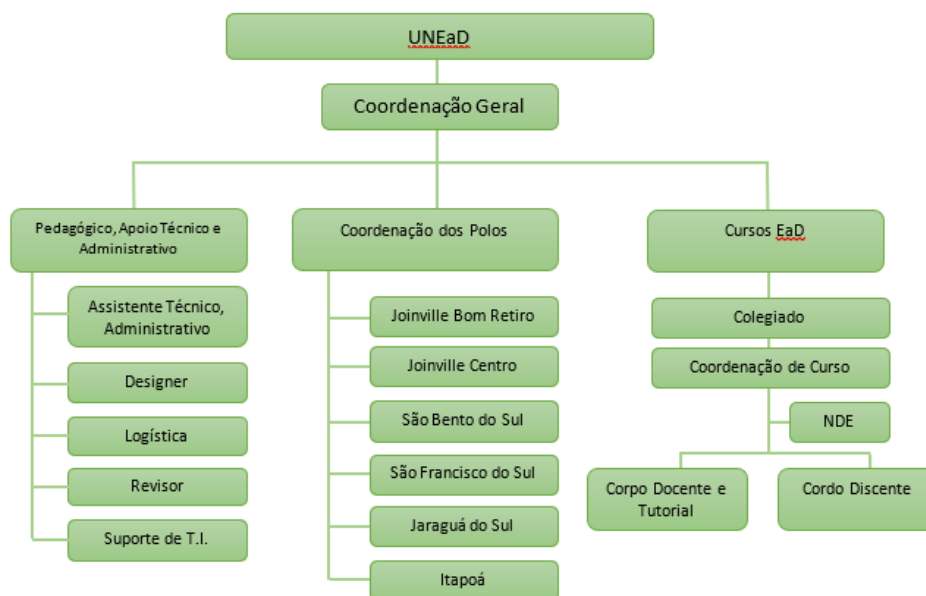 UNEaD
Coordenação Geral
Pedagógico, Apoio Técnico e
Administrativo
Assistente Técnico,
Administrativo
Designer
Logística
Revisor
Suporte de T.I.
Coordenação dos Polos
Joinville Bom Retiro
Joinville Centro
São Bento do Sul
São Francisco do Sul
Jaraguá do Sul
Itapoá
Cursos EaD
Colegiado
Coordenação de Curso
NDE
Corpo Docente e
Tutorial
Cordo Discente